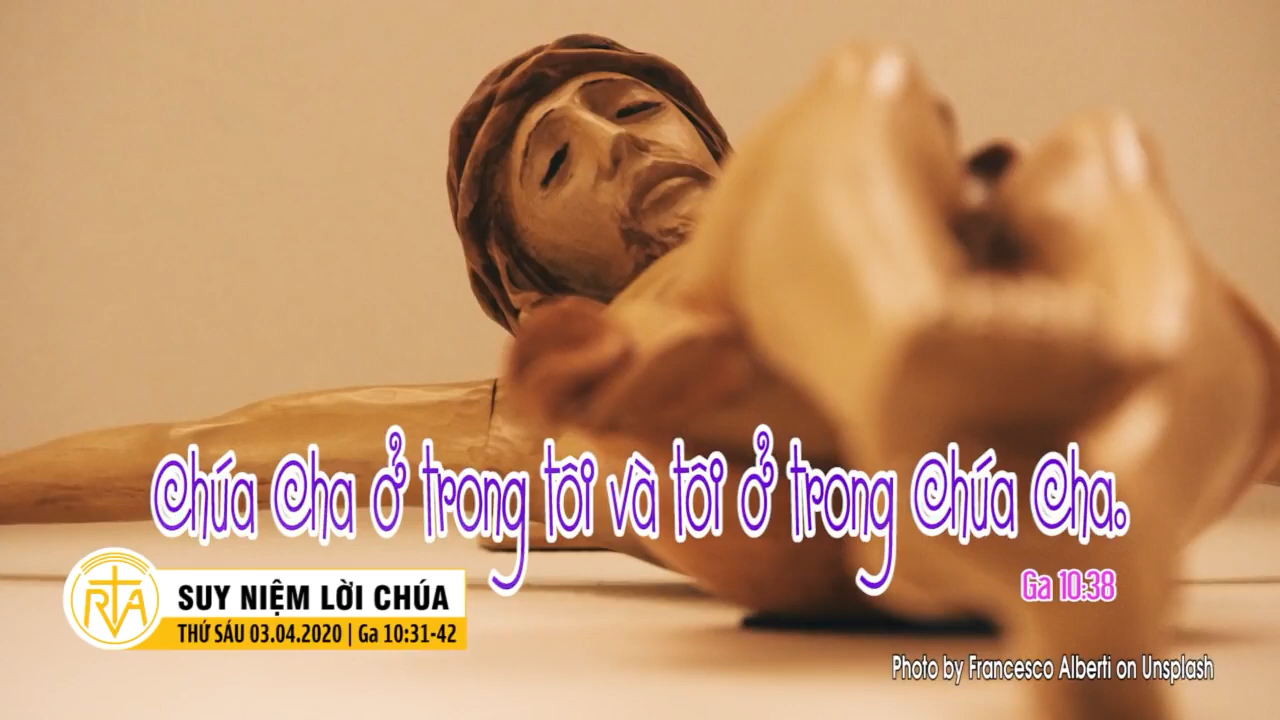 Chúa Cha ở trong tôi và tôi ở trong Chúa Cha.
Ga 10:38
RVA
SUY NIỆM LỜI CHÚA
THỨ SÁU 03.04.2020 | Ga 10:31-42
Photo by Francesco Alberti on Unsplash